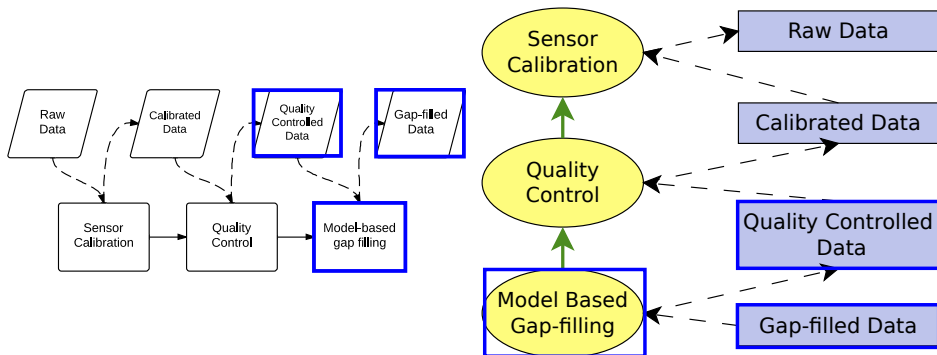 Raw
Data
Calibrated
Data
Quality
Controlled
Data
Gap-filled
Data
Sensor
Calibration
Quality
Control
Model-based
gap filling
Sensor
Calibration
Raw Data
Calibrated Data
Quality
Control
Quality Controlled
Data
Model Based
Gap-filling
Gap-filled Data